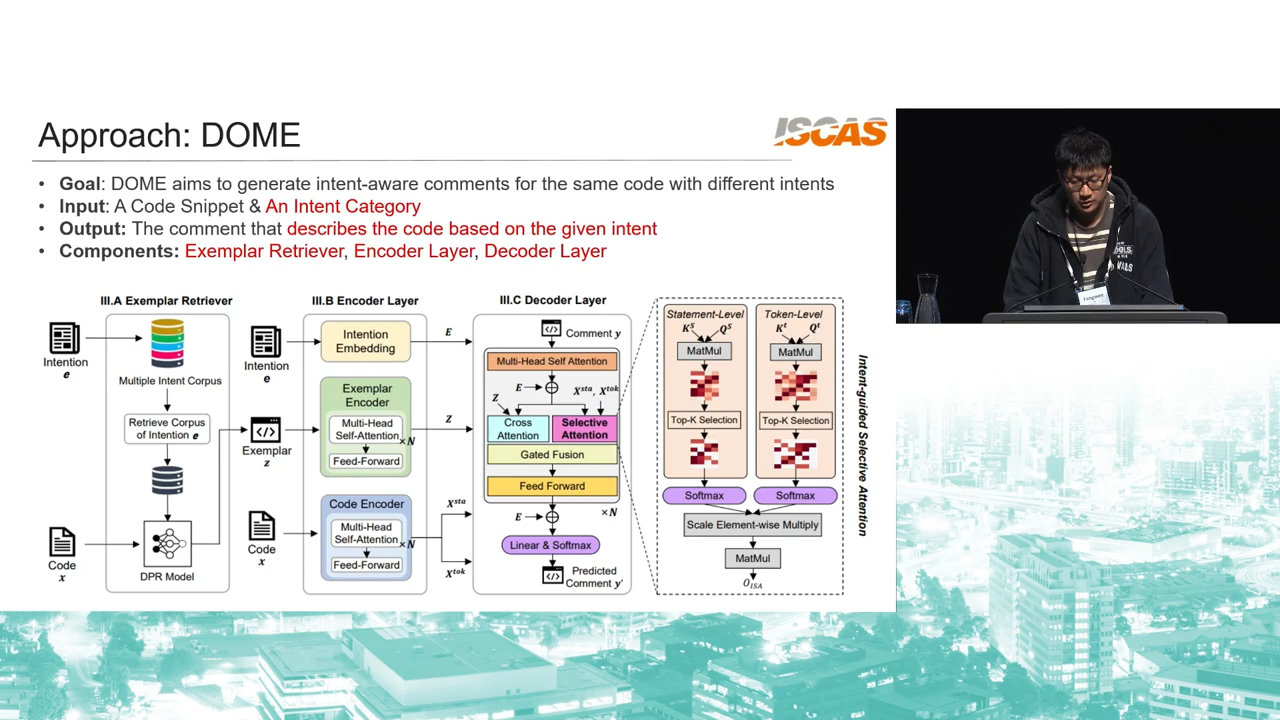 Approach: DOME
ISCAS
• Goal: DOME aims to generate intent-aware comments for the same code with different intents
• Input: A Code Snippet & An Intent Category
• Output: The comment that describes the code based on the given intent
• Components: Exemplar Retriever, Encoder Layer, Decoder Layer
III.A Exemplar Retriever
Intention
e
Multiple Intent Corpus
Retrieve Corpus
of Intention e
Code
x
DPR Model
III.B Encoder Layer
Intention
e
Intention
Embedding
E
Exemplar
z
Exemplar
Encoder
Multi-Head
Self-Attention
×N
Feed-Forward
Z
Code
x
Code Encoder
Multi-Head
Self-Attention
×N
Feed-Forward
X^sta
X^tok
III.C Decoder Layer
Comment y
Multi-Head Self Attention
E
X^sta, X^tok
Z
Cross
Attention
Selective
Attention
Gated Fusion
Feed Forward
E
×N
Linear & Softmax
Predicted
Comment y'
Statement-Level
K^S Q^S
MatMul
Top-K Selection
Softmax
Token-Level
K^t Q^t
MatMul
Top-K Selection
Softmax
Scale Element-wise Multiply
MatMul
O_ISA
Intent-guided Selective Attention